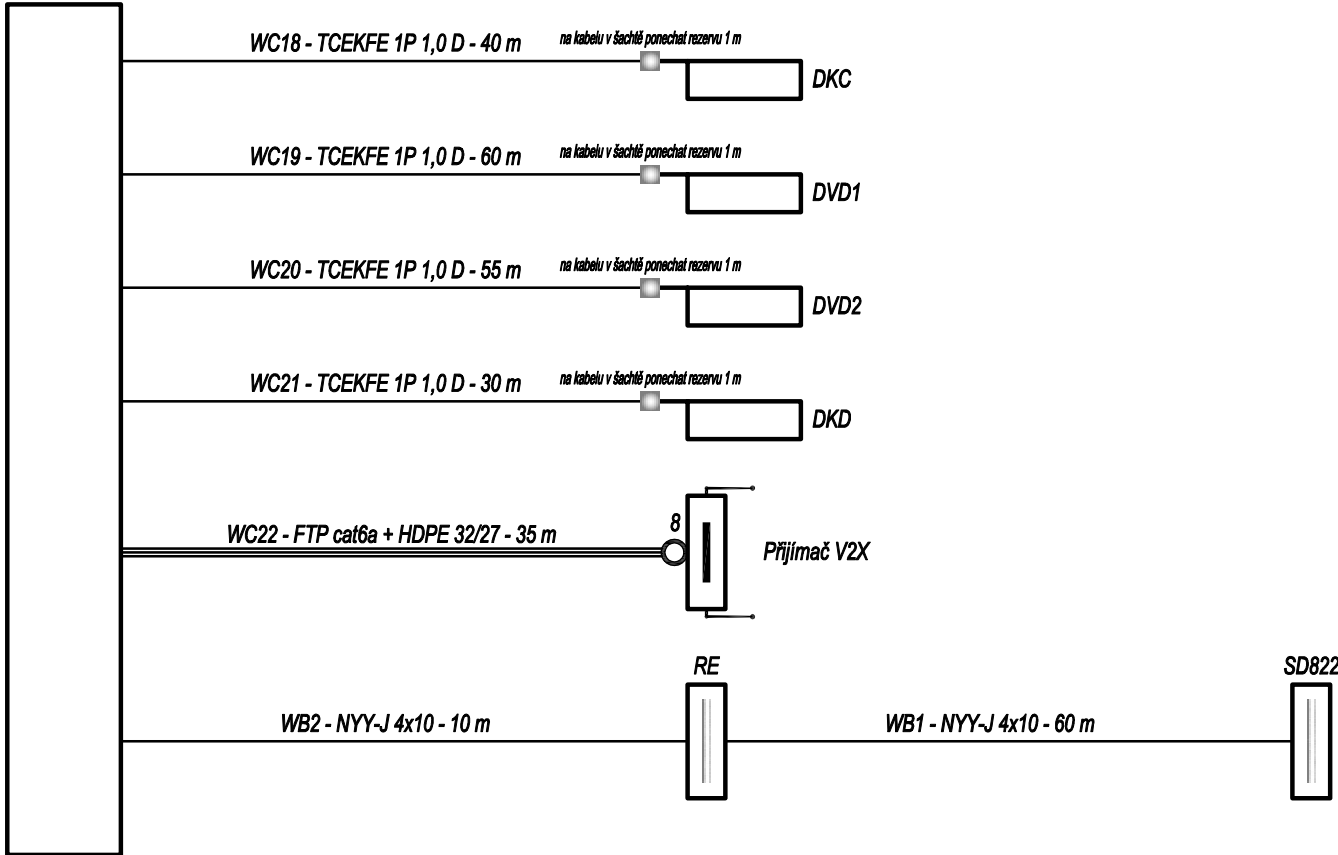 WC18 - TCEKFE 1P 1,0 D - 40 m
na kabelu v šachtě ponechat rezervu 1 m
DKC
WC19 - TCEKFE 1P 1,0 D - 60 m
na kabelu v šachtě ponechat rezervu 1 m
DVD1
WC20 - TCEKFE 1P 1,0 D - 55 m
na kabelu v šachtě ponechat rezervu 1 m
DVD2
WC21 - TCEKFE 1P 1,0 D - 30 m
na kabelu v šachtě ponechat rezervu 1 m
DKD
WC22 - FTP cat6a + HDPE 32/27 - 35 m
8
Přijímač V2X
RE
SD822
WB2 - NYY-J 4x10 - 10 m
WB1 - NYY-J 4x10 - 60 m